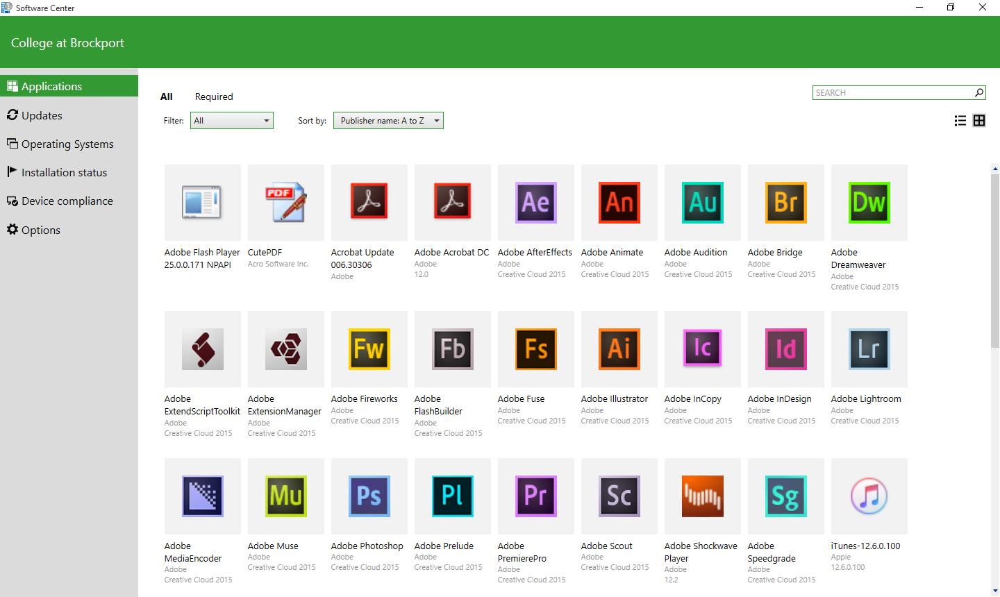 Software Center
College at Brockport
Applications
Updates
Operating Systems
Installation status
Device compliance
Options
All Required
SEARCH
Filter: All Sort by: Publisher name: A to Z
PDF
Ae
An
Au
Br
Dw
Adobe Flash Player
25.0.0.171 NPAPI
CutePDF
Acro Software Inc.
Acrobat Update
006.30306
Adobe
Adobe Acrobat DC
Adobe
12.0
Adobe AfterEffects
Adobe
Creative Cloud 2015
Adobe Animate
Adobe
Creative Cloud 2015
Adobe Audition
Adobe
Creative Cloud 2015
Adobe Bridge
Adobe
Creative Cloud 2015
Adobe
Dreamweaver
Adobe
Creative Cloud 2015
Fw
Fb
Fs
Ai
Ic
Id
Lr
Adobe
ExtendScriptToolkit
Adobe
Creative Cloud 2015
Adobe
ExtensionManager
Adobe
Creative Cloud 2015
Adobe Fireworks
Adobe
Creative Cloud 2015
Adobe
FlashBuilder
Adobe
Creative Cloud 2015
Adobe Fuse
Adobe
Creative Cloud 2015
Adobe Illustrator
Adobe
Creative Cloud 2015
Adobe InCopy
Adobe
Creative Cloud 2015
Adobe InDesign
Adobe
Creative Cloud 2015
Adobe Lightroom
Adobe
Creative Cloud 2015
Mu
Ps
Pl
Pr
Sc
Sg
Adobe
MediaEncoder
Adobe
Creative Cloud 2015
Adobe Muse
Adobe
Creative Cloud 2015
Adobe Photoshop
Adobe
Creative Cloud 2015
Adobe Prelude
Adobe
Creative Cloud 2015
Adobe
PremierePro
Adobe
Creative Cloud 2015
Adobe Scout
Adobe
Creative Cloud 2015
Adobe Shockwave
Player
Adobe
12.2
Adobe
Speedgrade
Adobe
Creative Cloud 2015
iTunes-12.6.0.100
Apple
12.6.0.100